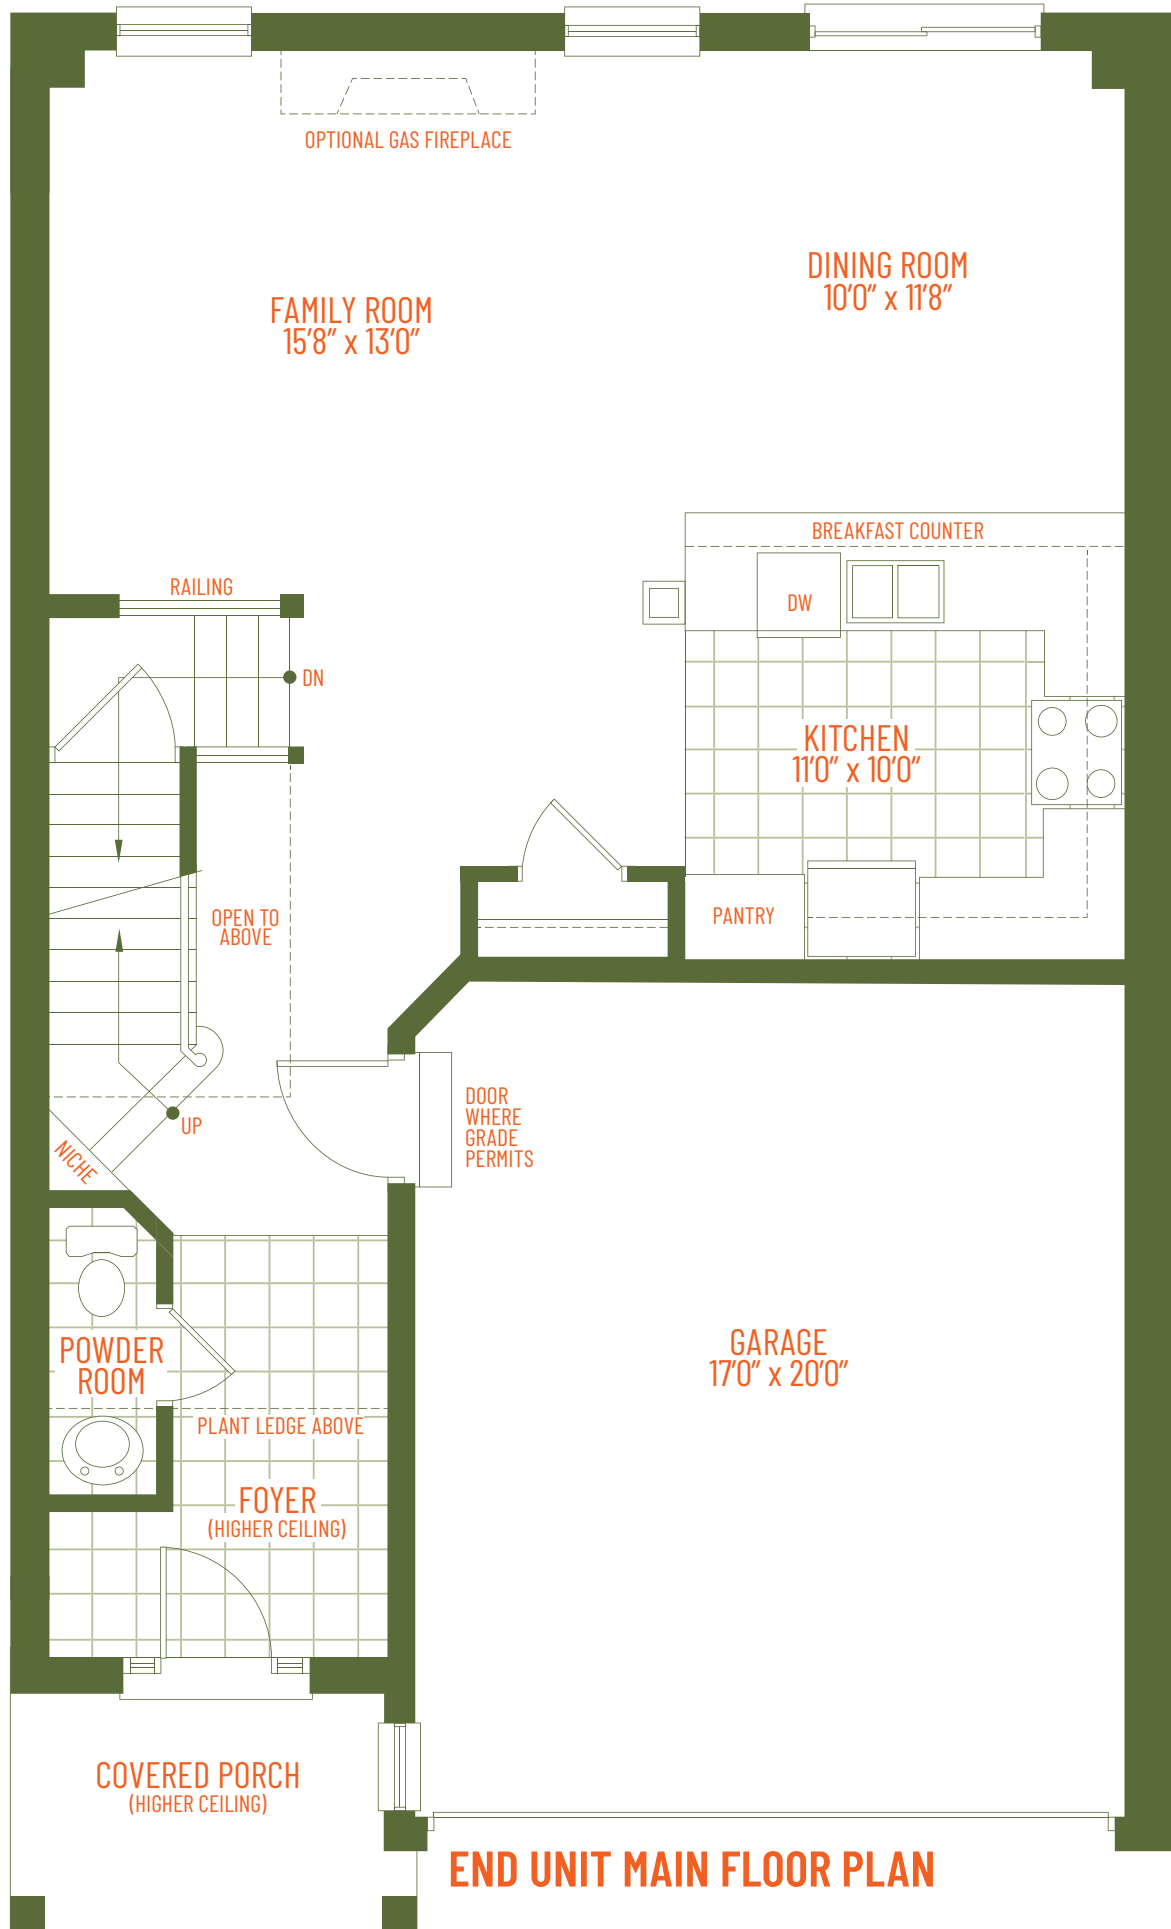 OPTIONAL GAS FIREPLACE
DINING ROOM
10'0" x 11'8"
FAMILY ROOM
15'8" x 13'0"
BREAKFAST COUNTER
RAILING
DW
DN
KITCHEN
11'0" x 10'0"
OPEN TO
ABOVE
PANTRY
DOOR
WHERE
GRADE
PERMITS
UP
NICHE
POWDER
ROOM
GARAGE
17'0" x 20'0"
PLANT LEDGE ABOVE
FOYER
(HIGHER CEILING)
COVERED PORCH
(HIGHER CEILING)
END UNIT MAIN FLOOR PLAN